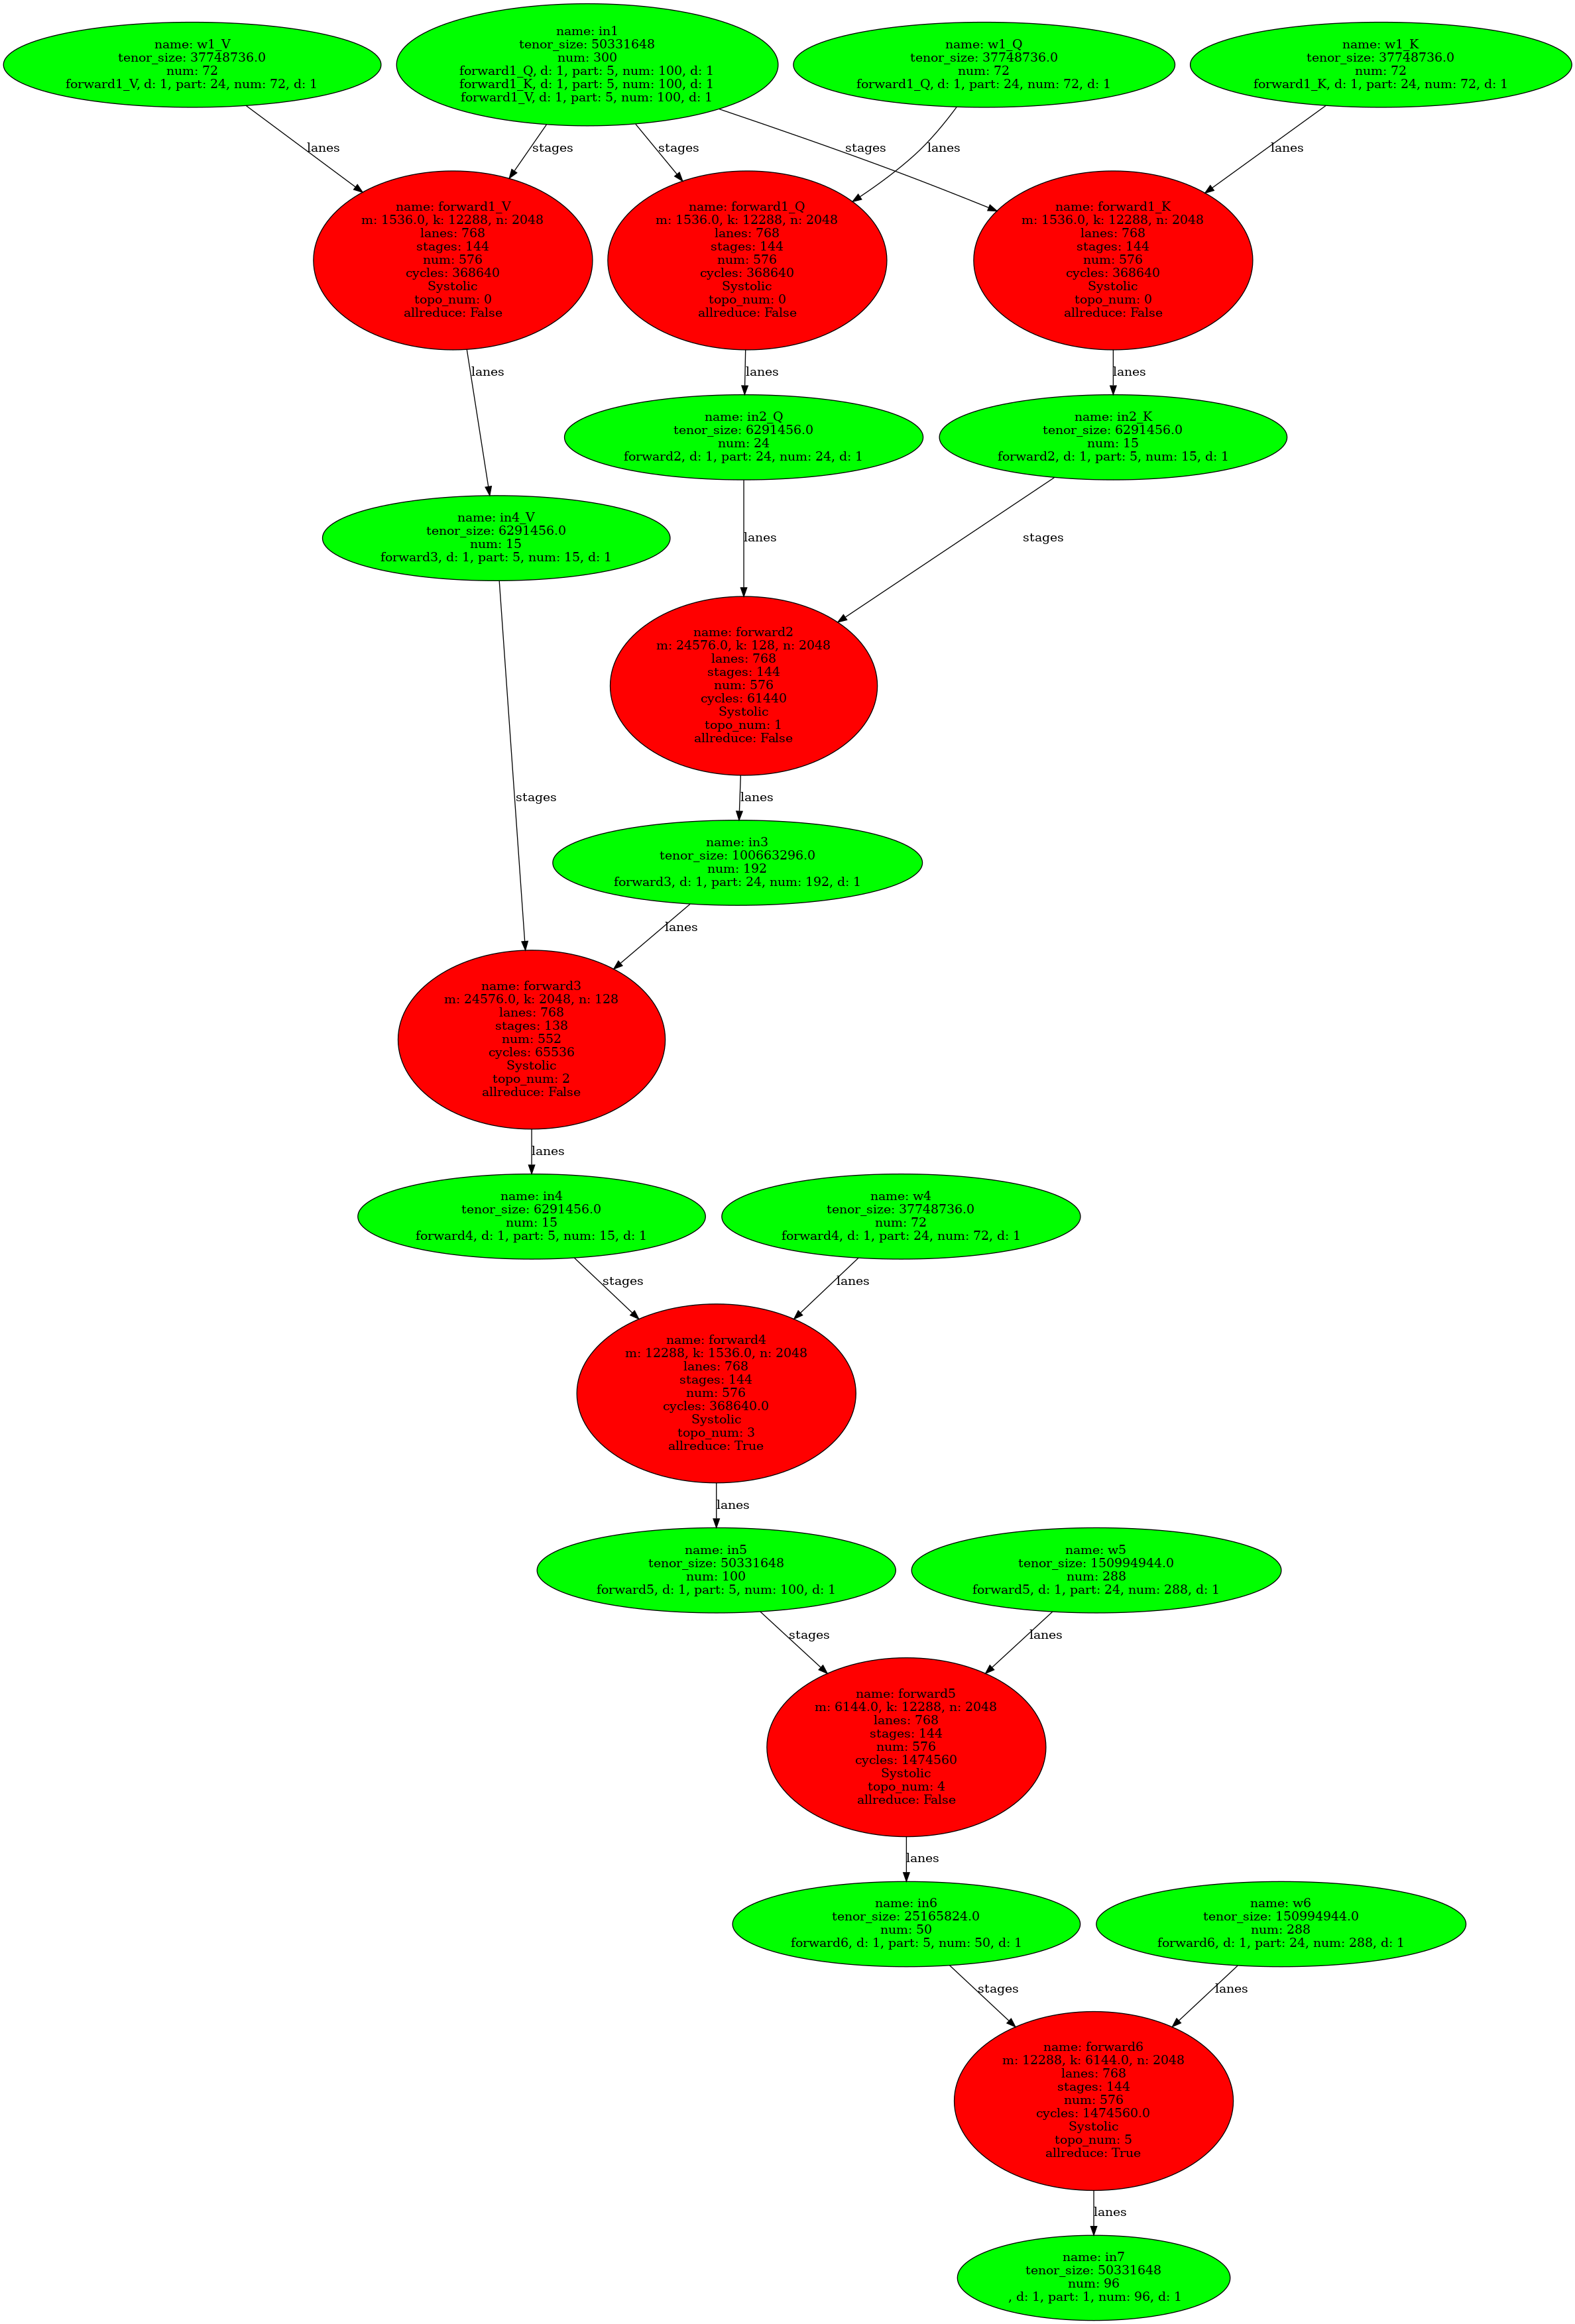 name: w1_V
tenor_size: 37748736.0
num: 72
forward1_V, d: 1, part: 24, num: 72, d: 1
name: in1
tenor_size: 50331648
num: 300
forward1_Q, d: 1, part: 5, num: 100, d: 1
forward1_K, d: 1, part: 5, num: 100, d: 1
forward1_V, d: 1, part: 5, num: 100, d: 1
name: w1_Q
tenor_size: 37748736.0
num: 72
forward1_Q, d: 1, part: 24, num: 72, d: 1
name: w1_K
tenor_size: 37748736.0
num: 72
forward1_K, d: 1, part: 24, num: 72, d: 1
lanes
stages
stages
stages
lanes
lanes
name: forward1_V
m: 1536.0, k: 12288, n: 2048
lanes: 768
stages: 144
num: 576
cycles: 368640
Systolic
topo_num: 0
allreduce: False
name: forward1_Q
m: 1536.0, k: 12288, n: 2048
lanes: 768
stages: 144
num: 576
cycles: 368640
Systolic
topo_num: 0
allreduce: False
name: forward1_K
m: 1536.0, k: 12288, n: 2048
lanes: 768
stages: 144
num: 576
cycles: 368640
Systolic
topo_num: 0
allreduce: False
lanes
lanes
lanes
name: in2_Q
tenor_size: 6291456.0
num: 24
forward2, d: 1, part: 24, num: 24, d: 1
name: in2_K
tenor_size: 6291456.0
num: 15
forward2, d: 1, part: 5, num: 15, d: 1
name: in4_V
tenor_size: 6291456.0
num: 15
forward3, d: 1, part: 5, num: 15, d: 1
lanes
stages
name: forward2
m: 24576.0, k: 128, n: 2048
lanes: 768
stages: 144
num: 576
cycles: 61440
Systolic
topo_num: 1
allreduce: False
stages
lanes
name: in3
tenor_size: 100663296.0
num: 192
forward3, d: 1, part: 24, num: 192, d: 1
lanes
name: forward3
m: 24576.0, k: 2048, n: 128
lanes: 768
stages: 138
num: 552
cycles: 65536
Systolic
topo_num: 2
allreduce: False
lanes
name: in4
tenor_size: 6291456.0
num: 15
forward4, d: 1, part: 5, num: 15, d: 1
name: w4
tenor_size: 37748736.0
num: 72
forward4, d: 1, part: 24, num: 72, d: 1
stages
lanes
name: forward4
m: 12288, k: 1536.0, n: 2048
lanes: 768
stages: 144
num: 576
cycles: 368640.0
Systolic
topo_num: 3
allreduce: True
lanes
name: in5
tenor_size: 50331648
num: 100
forward5, d: 1, part: 5, num: 100, d: 1
name: w5
tenor_size: 150994944.0
num: 288
forward5, d: 1, part: 24, num: 288, d: 1
stages
lanes
name: forward5
m: 6144.0, k: 12288, n: 2048
lanes: 768
stages: 144
num: 576
cycles: 1474560
Systolic
topo_num: 4
allreduce: False
lanes
name: in6
tenor_size: 25165824.0
num: 50
forward6, d: 1, part: 5, num: 50, d: 1
name: w6
tenor_size: 150994944.0
num: 288
forward6, d: 1, part: 24, num: 288, d: 1
stages
lanes
name: forward6
m: 12288, k: 6144.0, n: 2048
lanes: 768
stages: 144
num: 576
cycles: 1474560.0
Systolic
topo_num: 5
allreduce: True
lanes
name: in7
tenor_size: 50331648
num: 96
, d: 1, part: 1, num: 96, d: 1